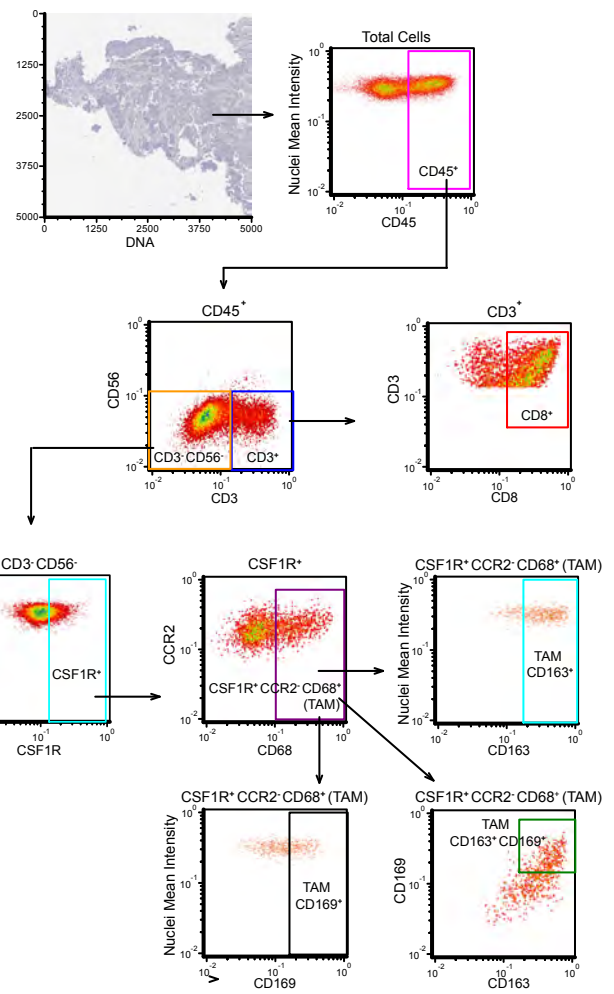 Total Cells
0
1250
2500
3750
5000
0 1250 2500 3750 5000
DNA
Nuclei Mean Intensity
10⁰
10⁻¹
10⁻²
CD45⁺
10⁻² 10⁻¹ 10⁰
CD45
CD45⁺
CD56
10⁰
10⁻¹
10⁻²
CD3⁻CD56⁻ CD3⁺
10⁻² 10⁻¹ 10⁰
CD3
CD3⁺
CD3
10⁰
10⁻¹
10⁻²
CD8⁺
10⁻² 10⁻¹ 10⁰
CD8
CD3⁻CD56⁻
CSF1R⁺
10⁻¹ 10⁰
CSF1R
CSF1R⁺
CCR2
10⁰
10⁻¹
10⁻²
CSF1R⁺CCR2⁻CD68⁺
(TAM)
10⁻² 10⁻¹ 10⁰
CD68
CSF1R⁺CCR2⁻CD68⁺(TAM)
Nuclei Mean Intensity
10⁰
10⁻¹
10⁻²
TAM
CD163⁺
10⁻² 10⁻¹ 10⁰
CD163
CSF1R⁺CCR2⁻CD68⁺(TAM)
Nuclei Mean Intensity
10⁰
10⁻¹
10⁻²
TAM
CD169⁺
10⁻² 10⁻¹ 10⁰
CD169
CSF1R⁺CCR2⁻CD68⁺(TAM)
CD169
10⁰
10⁻¹
10⁻²
TAM
CD163⁺CD169⁺
10⁻² 10⁻¹ 10⁰
CD163